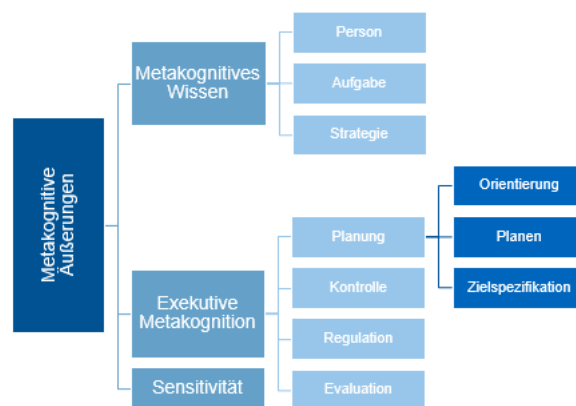 Metakognitive
Äußerungen
Metakognitives
Wissen
Person
Aufgabe
Strategie
Exekutive
Metakognition
Planung
Orientierung
Planen
Zielspezifikation
Kontrolle
Regulation
Evaluation
Sensitivität